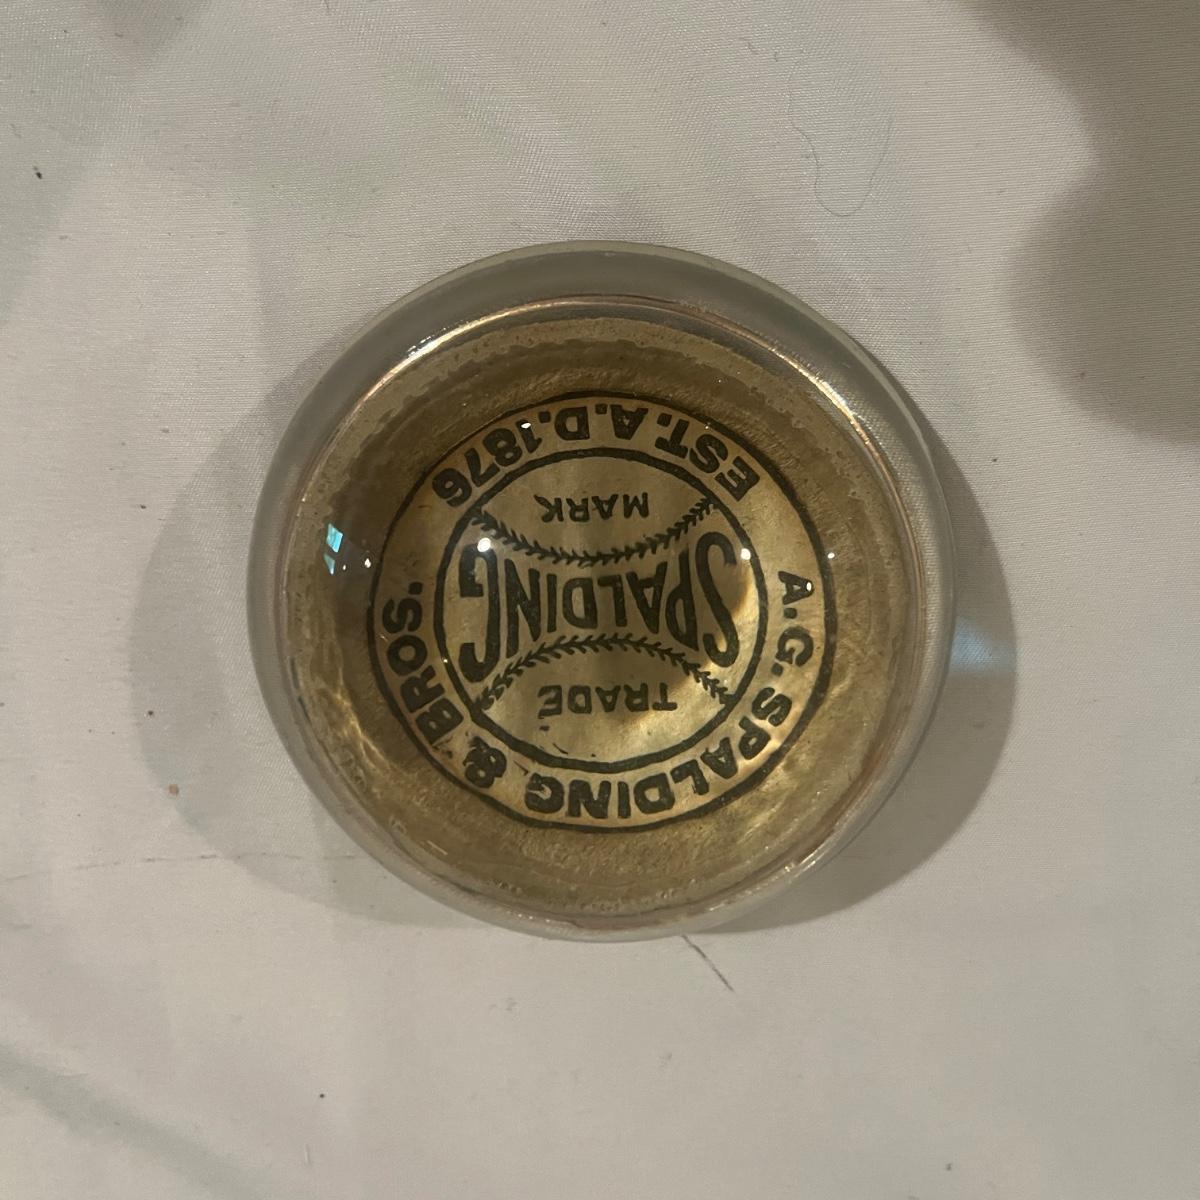 A.G. SPALDING & BROS.
TRADE
SPALDING
MARK
EST. A.D. 1876